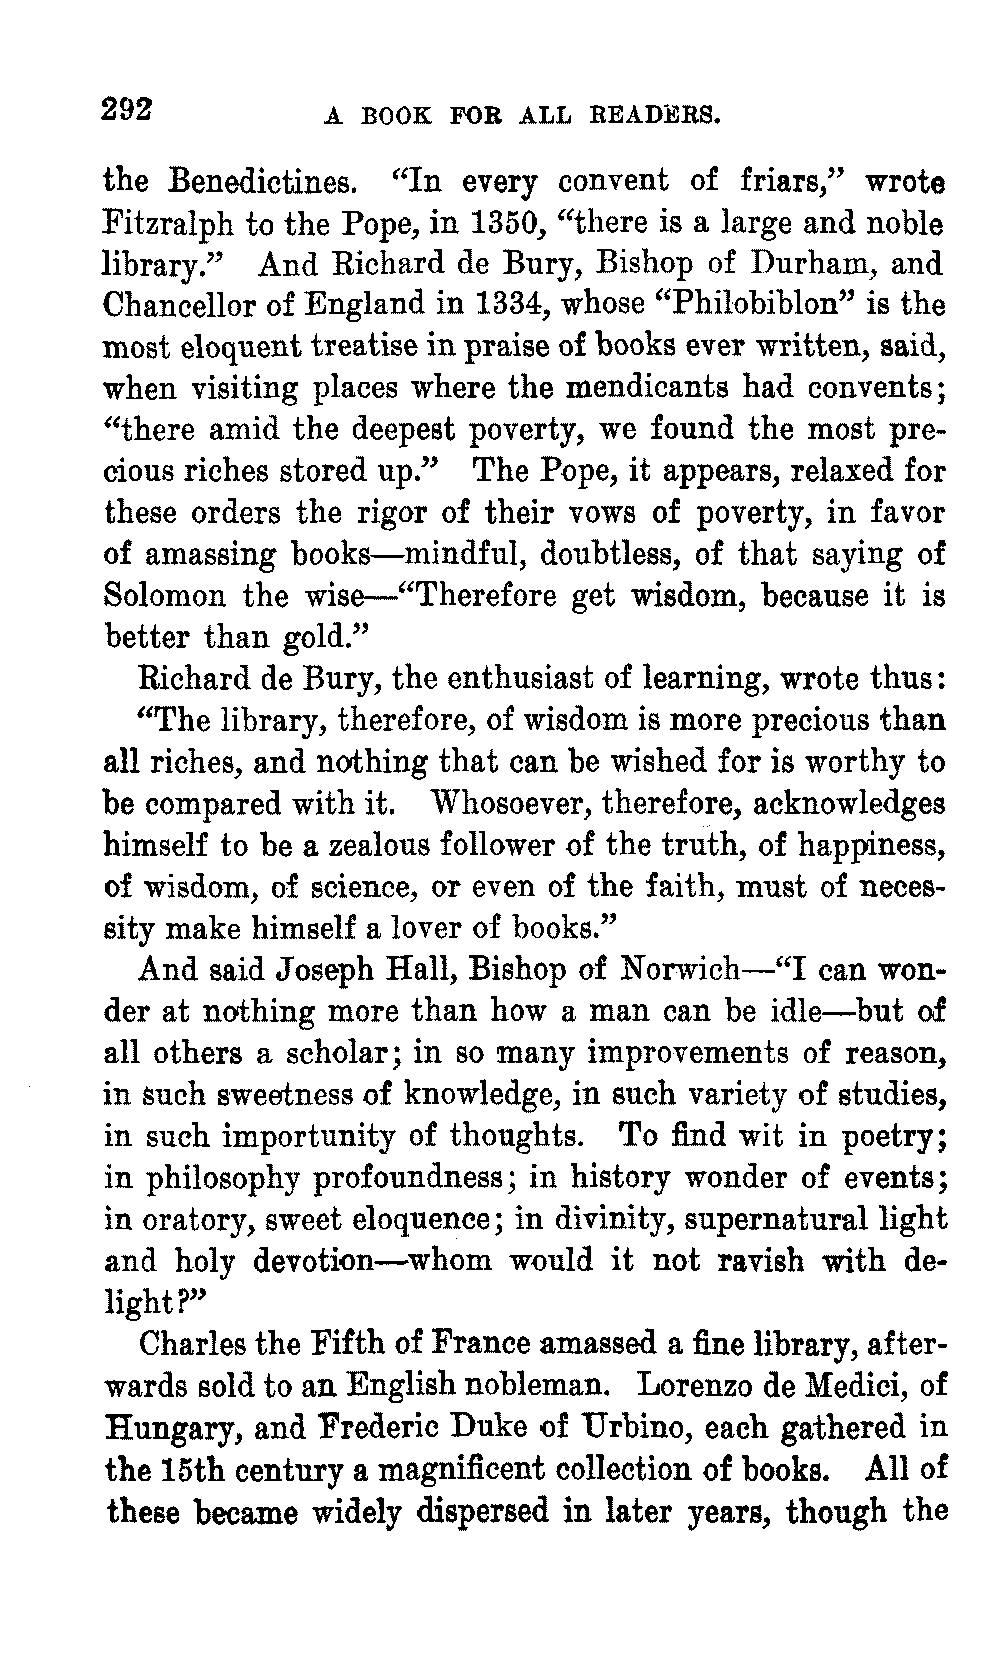 292 A BOOK FOR ALL READERS.
the Benedictines. “In every convent of friars,” wrote
Fitzralph to the Pope, in 1350, “there is a large and noble
library.” And Richard de Bury, Bishop of Durham, and
Chancellor of England in 1334, whose “Philobiblon” is the
most eloquent treatise in praise of books ever written, said,
when visiting places where the mendicants had convents;
“there amid the deepest poverty, we found the most pre-
cious riches stored up.” The Pope, it appears, relaxed for
these orders the rigor of their vows of poverty, in favor
of amassing books—mindful, doubtless, of that saying of
Solomon the wise—“Therefore get wisdom, because it is
better than gold.”
Richard de Bury, the enthusiast of learning, wrote thus:
“The library, therefore, of wisdom is more precious than
all riches, and nothing that can be wished for is worthy to
be compared with it. Whosoever, therefore, acknowledges
himself to be a zealous follower of the truth, of happiness,
of wisdom, of science, or even of the faith, must of neces-
sity make himself a lover of books.”
And said Joseph Hall, Bishop of Norwich—“I can won-
der at nothing more than how a man can be idle—but of
all others a scholar; in so many improvements of reason,
in such sweetness of knowledge, in such variety of studies,
in such importunity of thoughts. To find wit in poetry;
in philosophy profoundness; in history wonder of events;
in oratory, sweet eloquence; in divinity, supernatural light
and holy devotion—whom would it not ravish with de-
light?”
Charles the Fifth of France amassed a fine library, after-
wards sold to an English nobleman. Lorenzo de Medici, of
Hungary, and Frederic Duke of Urbino, each gathered in
the 15th century a magnificent collection of books. All of
these became widely dispersed in later years, though the